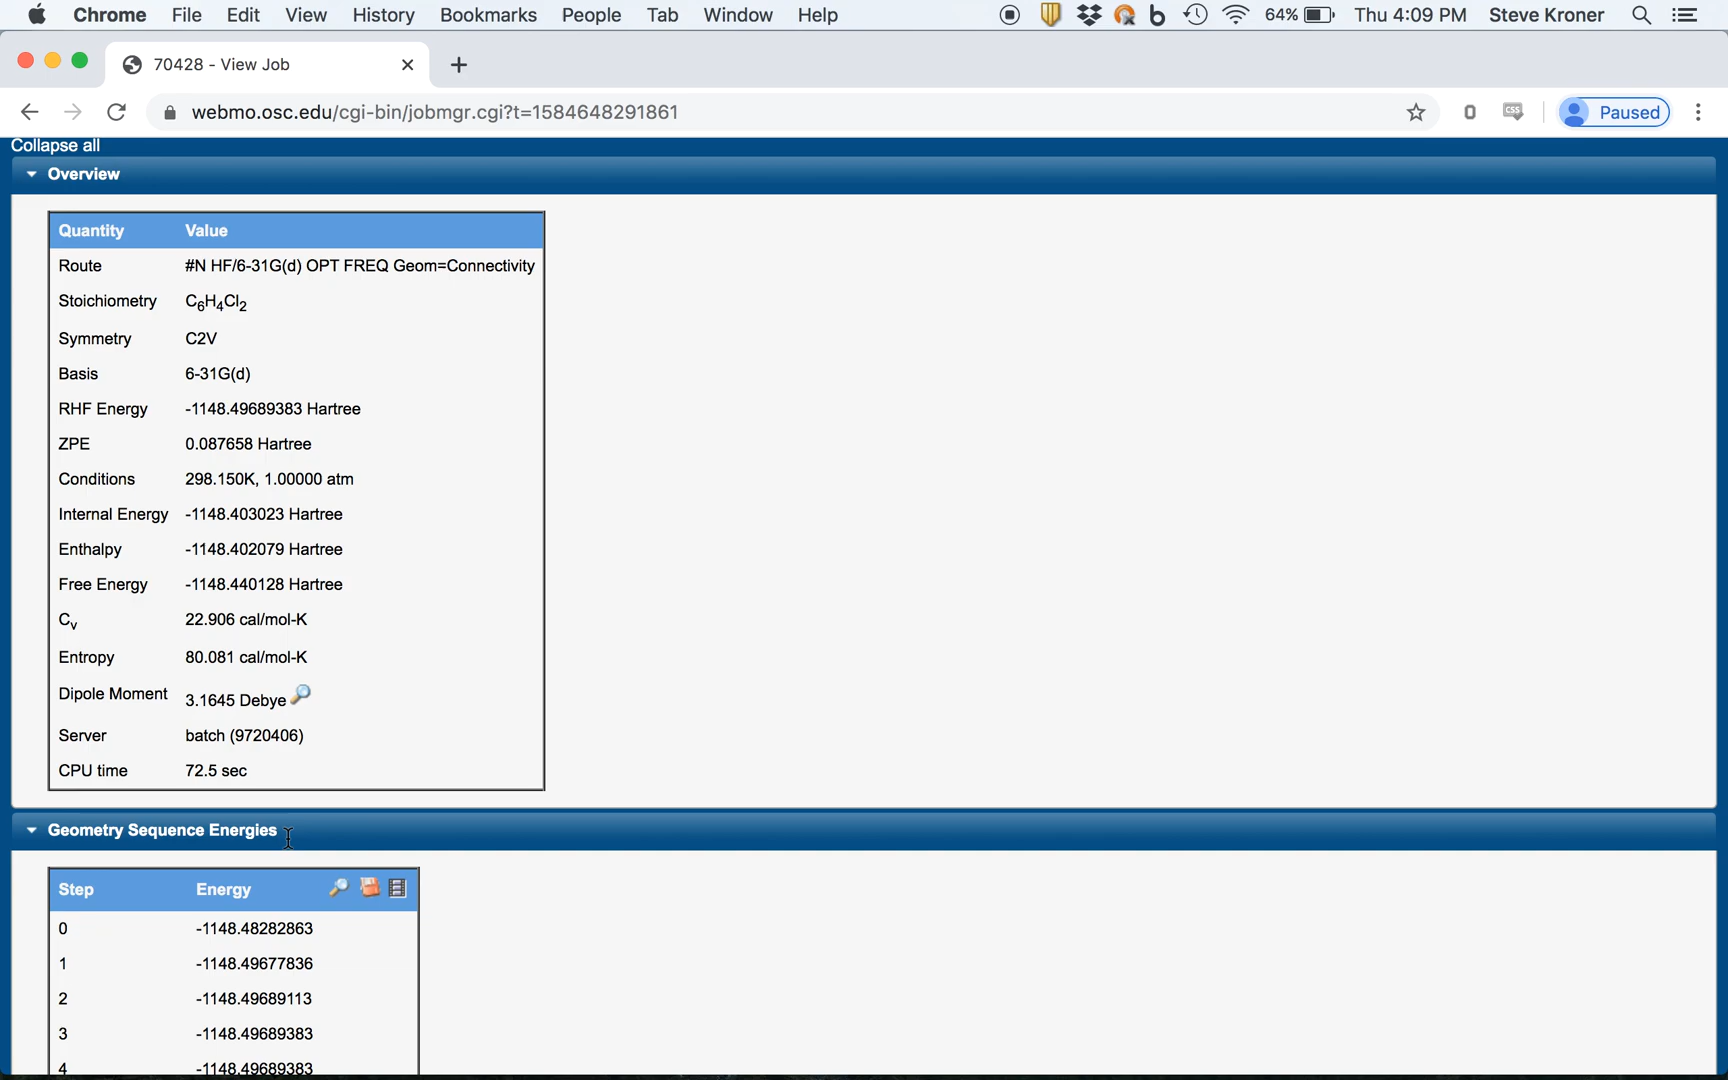 Chrome File Edit View History Bookmarks People Tab Window Help 64% Thu 4:09 PM Steve Kroner
70428 - View Job
webmo.osc.edu/cgi-bin/jobmgr.cgi?t=1584648291861 CSS Paused
Collapse all
Overview
Quantity Value
Route #N HF/6-31G(d) OPT FREQ Geom=Connectivity
Stoichiometry C6H4Cl2
Symmetry C2V
Basis 6-31G(d)
RHF Energy -1148.49689383 Hartree
ZPE 0.087658 Hartree
Conditions 298.150K, 1.00000 atm
Internal Energy -1148.403023 Hartree
Enthalpy -1148.402079 Hartree
Free Energy -1148.440128 Hartree
Cv 22.906 cal/mol-K
Entropy 80.081 cal/mol-K
Dipole Moment 3.1645 Debye
Server batch (9720406)
CPU time 72.5 sec
Geometry Sequence Energies
Step Energy
0 -1148.48282863
1 -1148.49677836
2 -1148.49689113
3 -1148.49689383
4 -1148.49689383